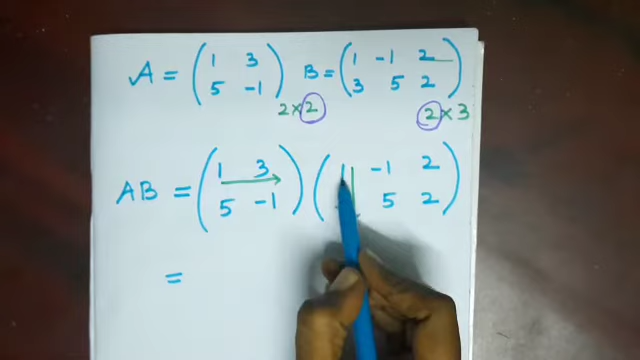 A = ( 1 3 B = ( 1 -1 2
5 -1 ) 3 5 2 )
2×2 2×3
AB = ( 1 3 ) ( 1 -1 2
5 -1 5 2 )
=